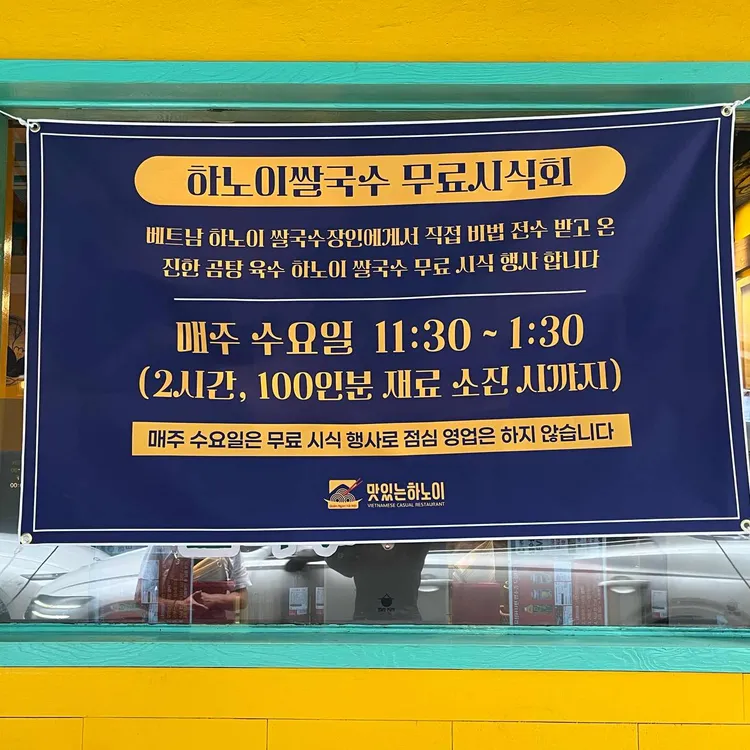 하노이쌀국수 무료시식회
베트남 하노이 쌀국수장인에게서 직접 비법 전수 받고 온
진한 곰탕 육수 하노이 쌀국수 무료 시식 행사 합니다
매주 수요일 11:30 ~ 1:30
(2시간, 100인분 재료 소진 시까지)
매주 수요일은 무료 시식 행사로 점심 영업은 하지 않습니다
맛있는하노이
VIETNAMESE CASUAL RESTAURANT